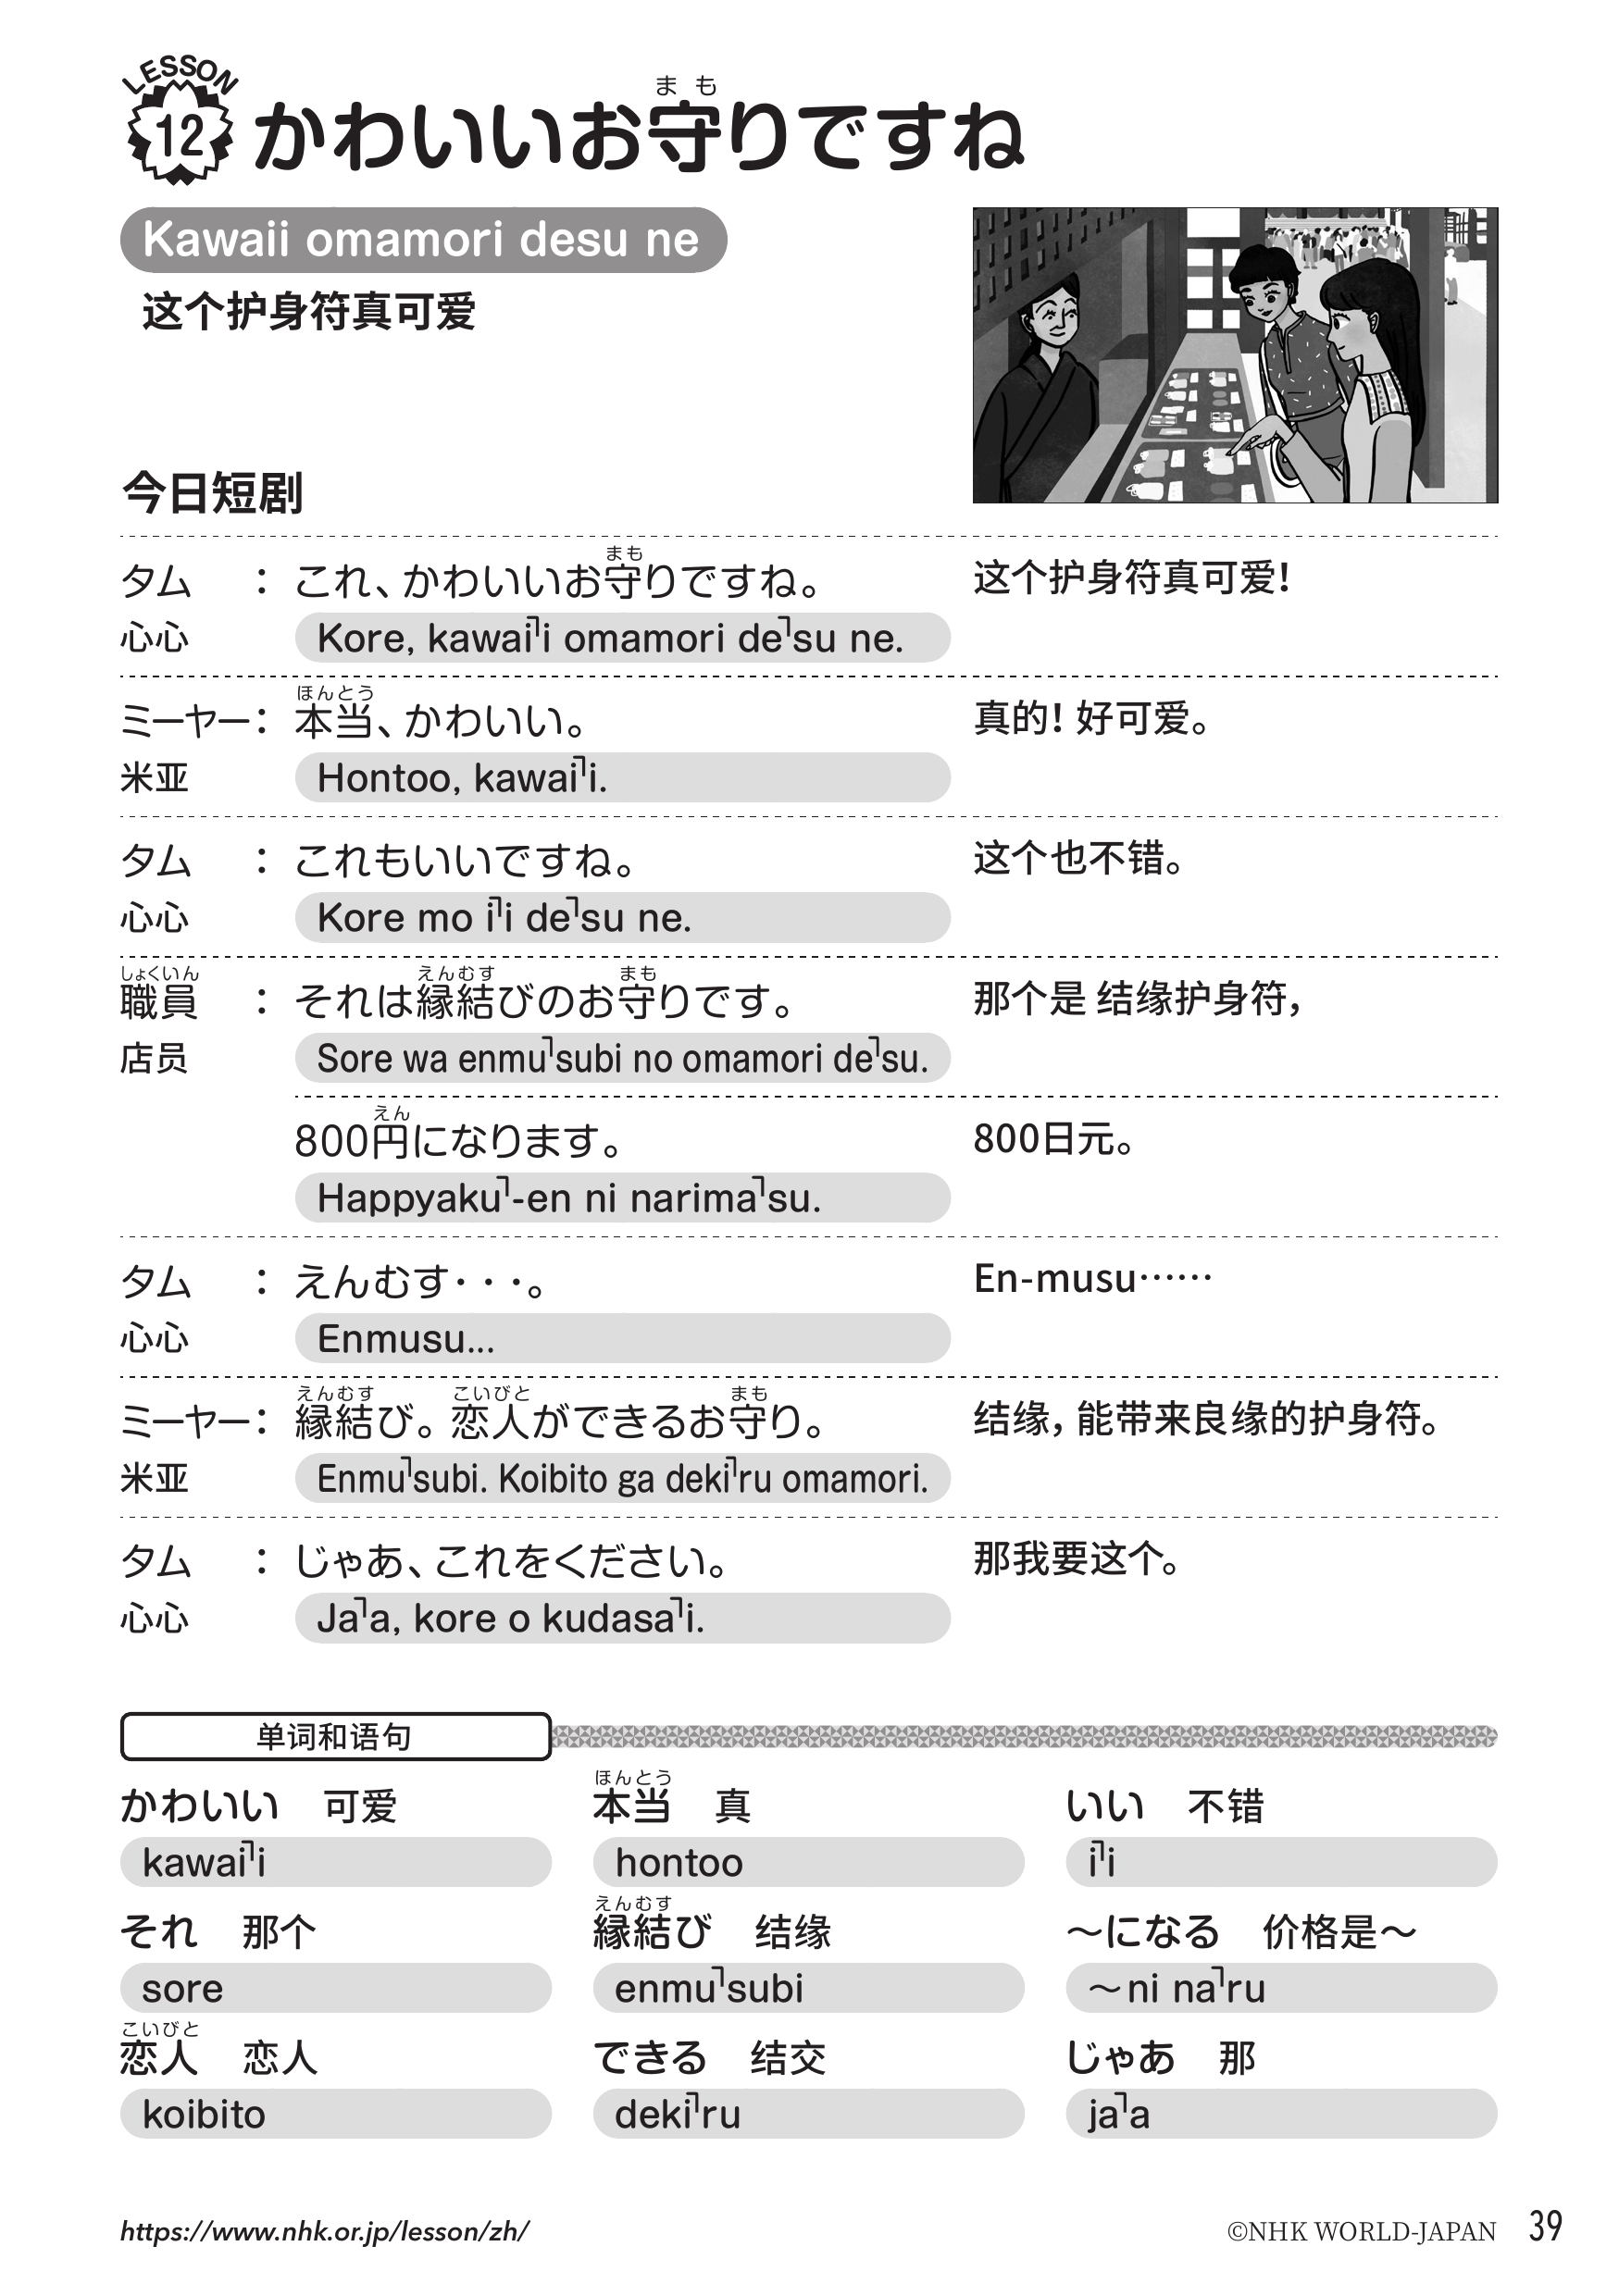 LESSON
12
まも
かわいいお守りですね
Kawaii omamori desu ne
这个护身符真可爱
今日短剧
まも
タム ： これ、かわいいお守りですね。 这个护身符真可爱！
心心 Kore, kawai˥i omamori de˥su ne.
ほんとう
ミーヤー： 本当、かわいい。 真的！好可爱。
米亚 Hontoo, kawai˥i.
タム ： これもいいですね。 这个也不错。
心心 Kore mo i˥i de˥su ne.
しょくいん えんむす まも
職員 ： それは縁結びのお守りです。 那个是 结缘护身符，
店员 Sore wa enmu˥subi no omamori de˥su.
えん
800円になります。 800日元。
Happyaku˥-en ni narima˥su.
タム ： えんむす・・・。 En-musu……
心心 Enmusu...
えんむす こいびと まも
ミーヤー： 縁結び。恋人ができるお守り。 结缘，能带来良缘的护身符。
米亚 Enmu˥subi. Koibito ga deki˥ru omamori.
タム ： じゃあ、これをください。 那我要这个。
心心 Ja˥a, kore o kudasa˥i.
单词和语句
ほんとう
かわいい 可爱 本当 真 いい 不错
kawai˥i hontoo i˥i
えんむす
それ 那个 縁結び 结缘 ～になる 价格是～
sore enmu˥subi ～ni na˥ru
こいびと
恋人 恋人 できる 结交 じゃあ 那
koibito deki˥ru ja˥a
https://www.nhk.or.jp/lesson/zh/ ©NHK WORLD-JAPAN 39